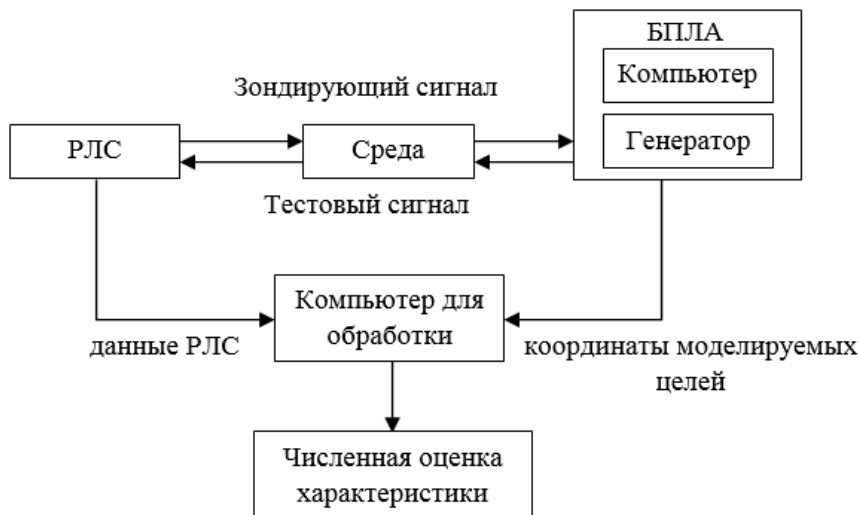 БПЛА
Компьютер
Генератор
Зондирующий сигнал
РЛС
Среда
Тестовый сигнал
Компьютер для
обработки
данные РЛС
координаты моделируемых
целей
Численная оценка
характеристики